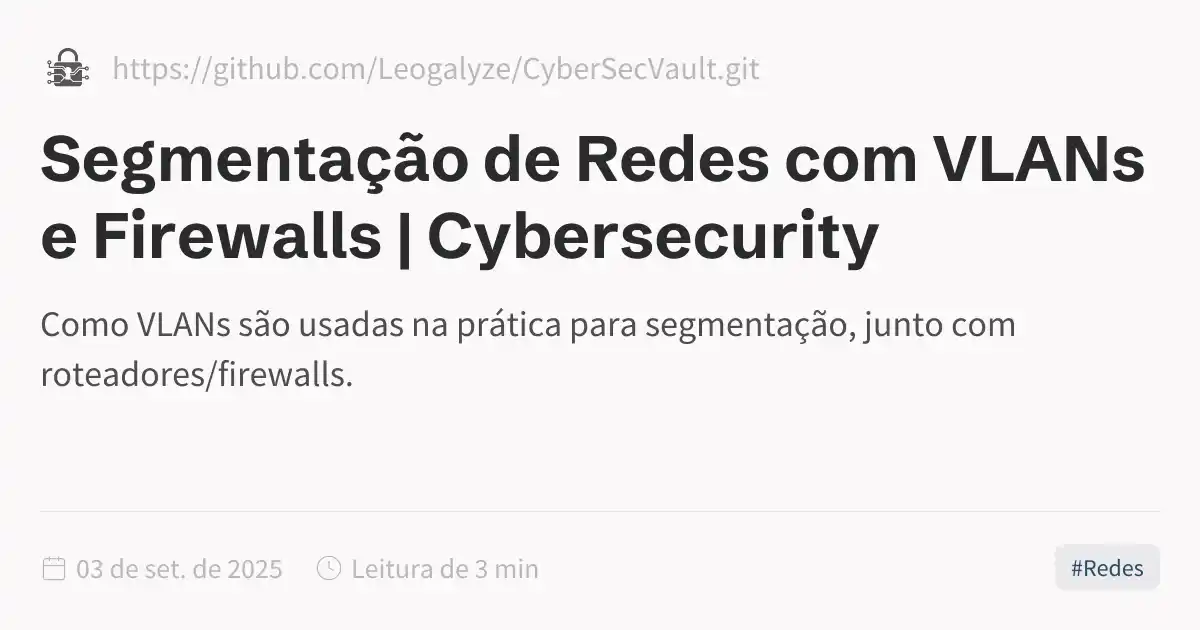 https://github.com/Leogalyze/CyberSecVault.git
Segmentação de Redes com VLANs
e Firewalls | Cybersecurity
Como VLANs são usadas na prática para segmentação, junto com
roteadores/firewalls.
03 de set. de 2025
Leitura de 3 min
#Redes